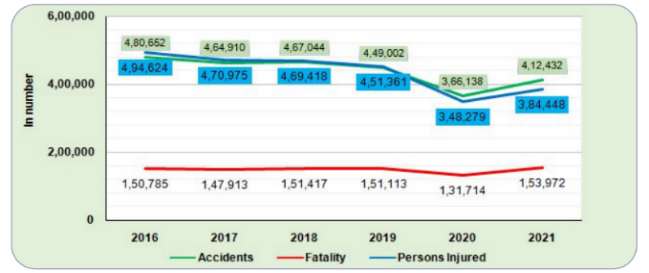 6,00,000
4,80,652 4,64,910 4,67,044 4,49,002 4,12,432
4,94,624 4,70,975 4,69,418 4,51,361 3,66,138
4,00,000
3,84,448
3,48,279
In number
2,00,000
1,50,785 1,47,913 1,51,417 1,51,113 1,31,714 1,53,972
0
2016 2017 2018 2019 2020 2021
Accidents Fatality Persons Injured